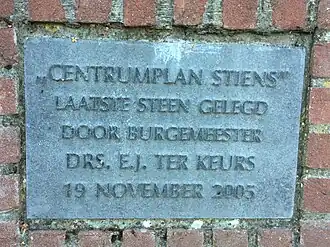 „CENTRUMPLAN STIENS"
LAATSTE STEEN GELEGD
DOOR BURGEMEESTER
DRS. E.J. TER KEURS
19 NOVEMBER 2005